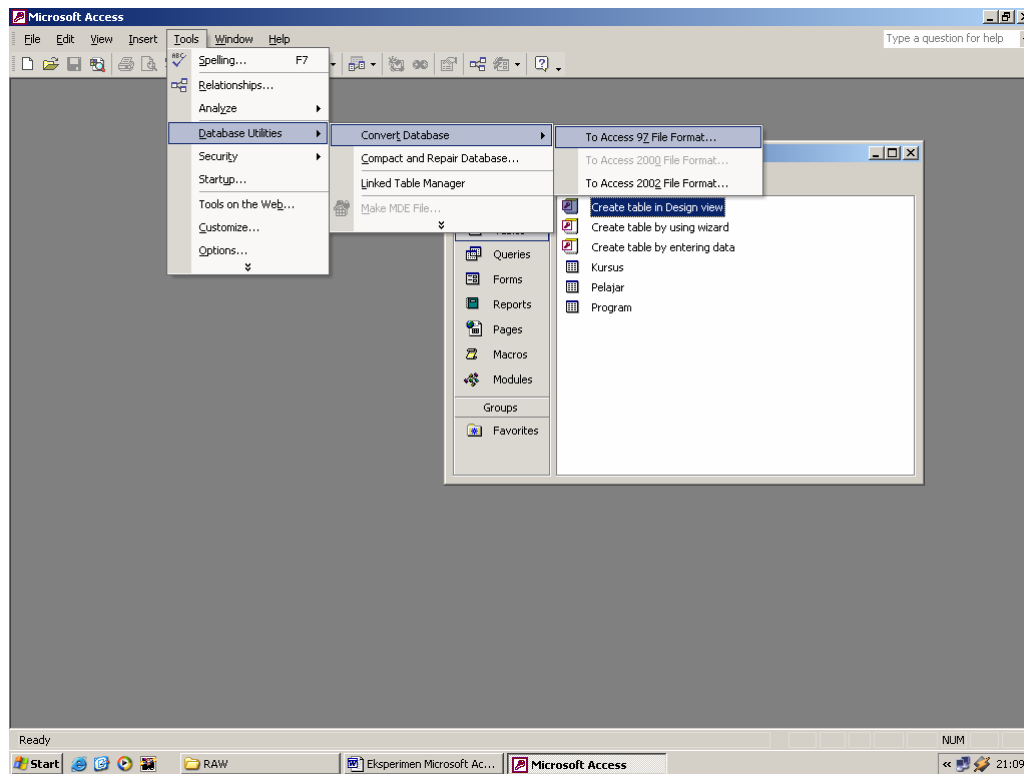 Microsoft Access
File Edit View Insert Tools Window Help
Type a question for help
Spelling... F7
Relationships...
Analyze
Database Utilities
Security
Startup...
Tools on the Web...
Customize...
Options...
Convert Database
Compact and Repair Database...
Linked Table Manager
Make MDE File...
To Access 97 File Format...
To Access 2000 File Format...
To Access 2002 File Format...
Queries
Forms
Reports
Pages
Macros
Modules
Groups
Favorites
Create table in Design view
Create table by using wizard
Create table by entering data
Kursus
Pelajar
Program
Ready
NUM
Start
RAW
Eksperimen Microsoft Ac...
Microsoft Access
21:09